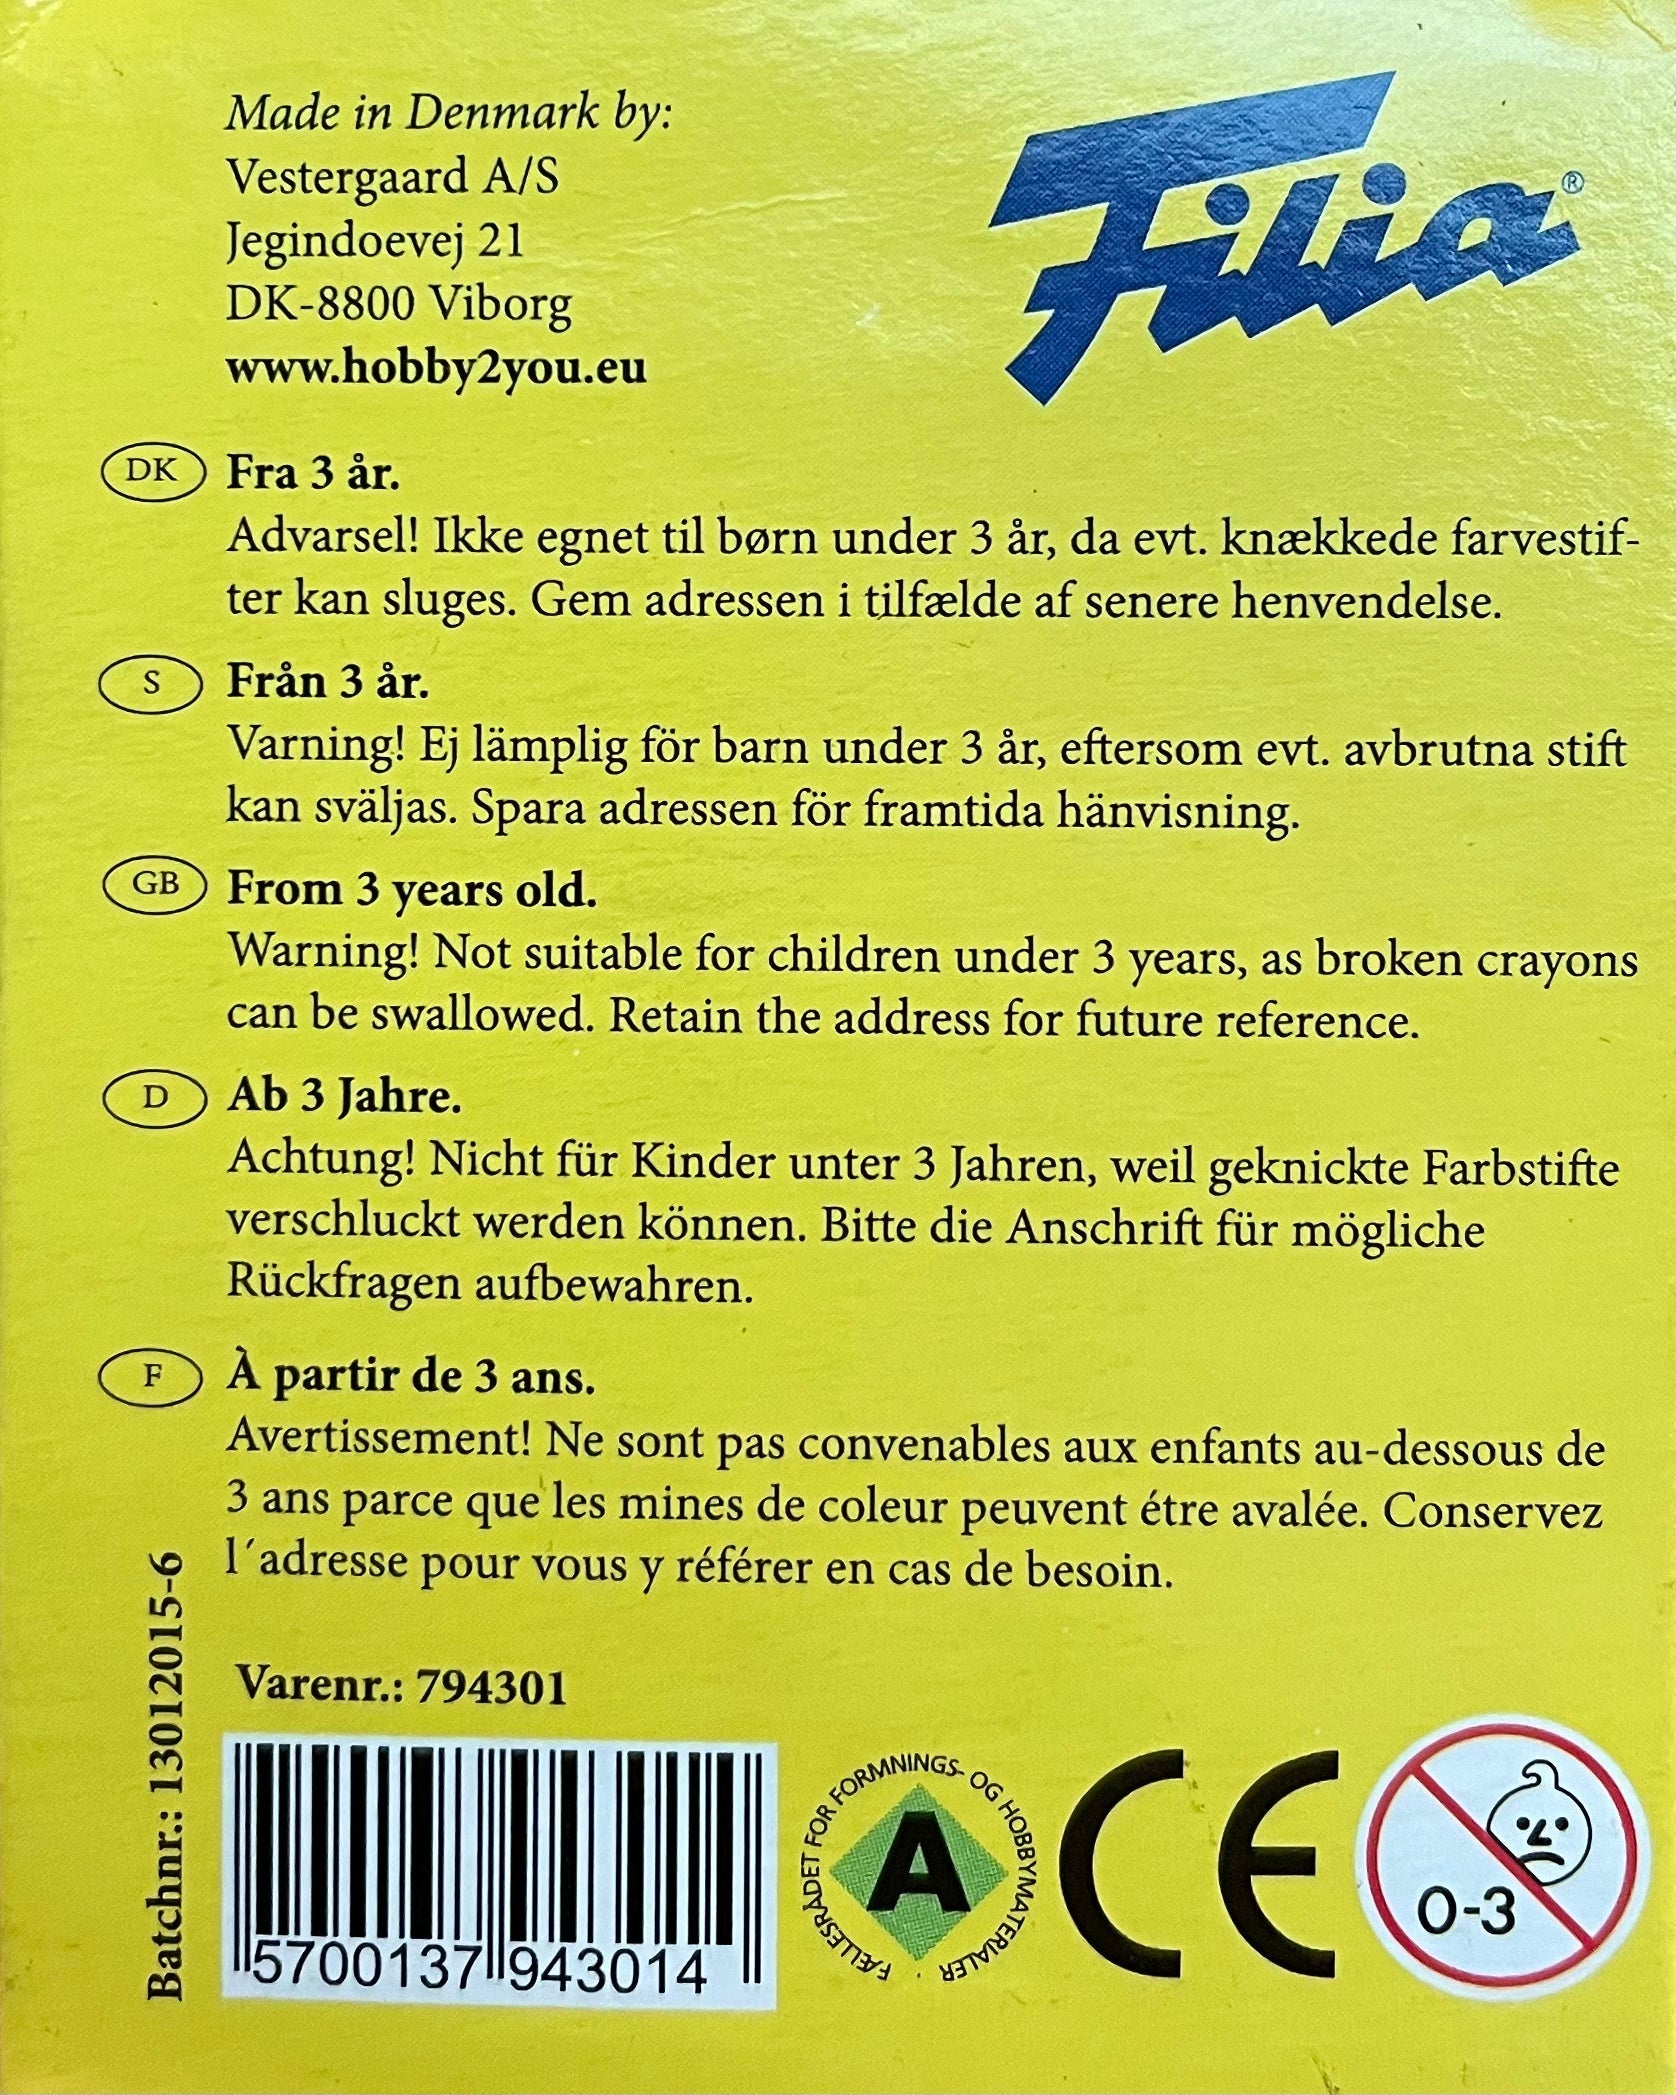 Made in Denmark by:
Vestergaard A/S
Jegindoevej 21
DK-8800 Viborg
www.hobby2you.eu
Filia®
DK Fra 3 år.
Advarsel! Ikke egnet til børn under 3 år, da evt. knækkede farvestif-
ter kan sluges. Gem adressen i tilfælde af senere henvendelse.
S Från 3 år.
Varning! Ej lämplig för barn under 3 år, eftersom evt. avbrutna stift
kan sväljas. Spara adressen för framtida hänvisning.
GB From 3 years old.
Warning! Not suitable for children under 3 years, as broken crayons
can be swallowed. Retain the address for future reference.
D Ab 3 Jahre.
Achtung! Nicht für Kinder unter 3 Jahren, weil geknickte Farbstifte
verschluckt werden können. Bitte die Anschrift für mögliche
Rückfragen aufbewahren.
F À partir de 3 ans.
Avertissement! Ne sont pas convenables aux enfants au-dessous de
3 ans parce que les mines de coleur peuvent étre avalée. Conservez
l´adresse pour vous y référer en cas de besoin.
Batchnr.: 13012015-6
Varenr.: 794301
5700137943014
FÆLLESRÅDET FOR FORMNINGS- OG HOBBYMATERIALER
A
CE
0-3